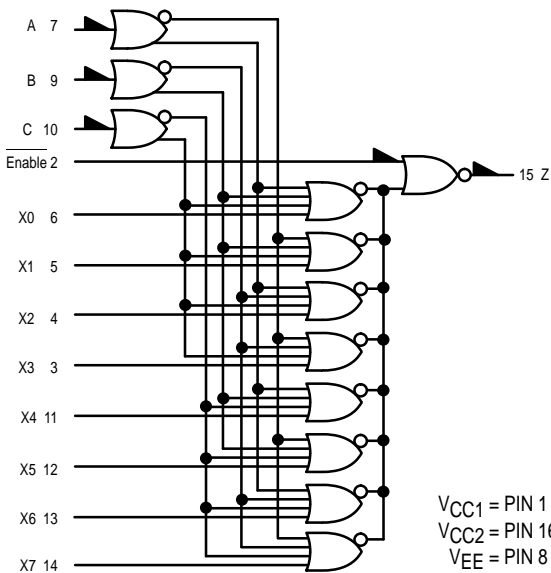 A 7
B 9
C 10
Enable 2
15 Z
X0 6
X1 5
X2 4
X3 3
X4 11
X5 12
X6 13
X7 14
VCC1 = PIN 1
VCC2 = PIN 16
VEE = PIN 8